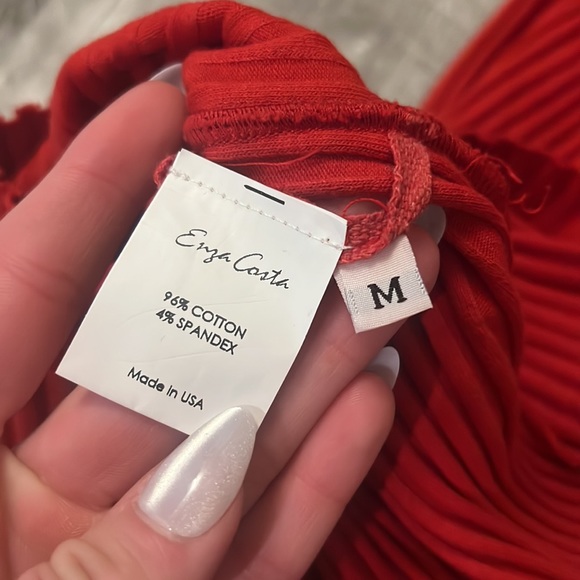 Enza Costa
96% COTTON
4% SPANDEX
Made in USA
M